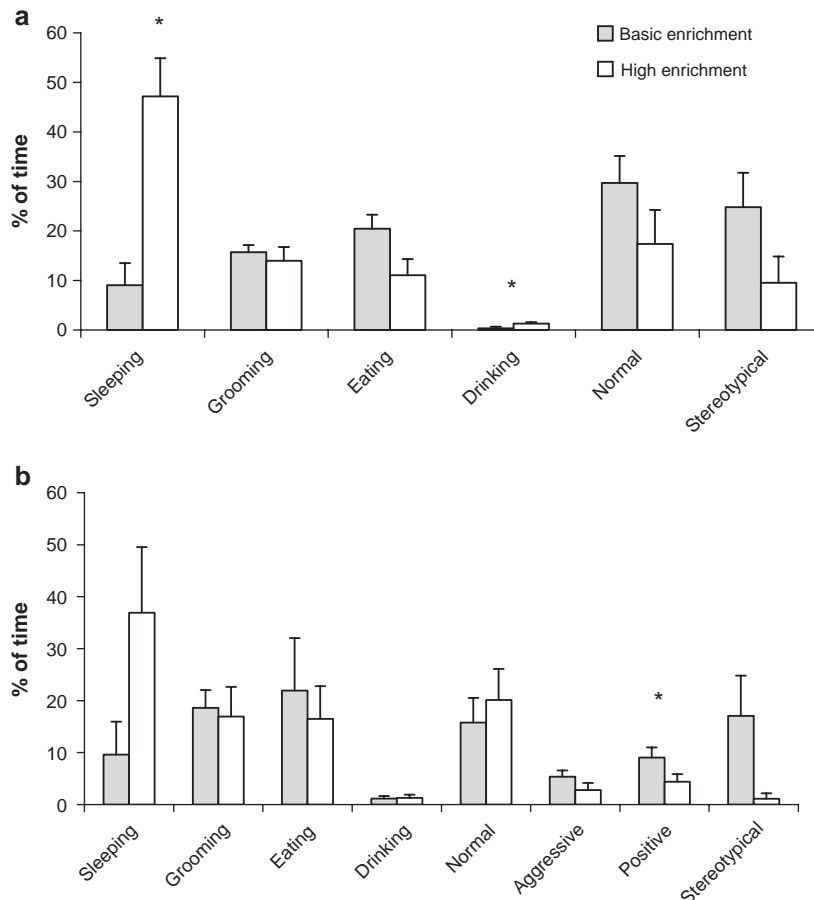 a
60
50
40
30
20
10
0
% of time
*
*
Basic enrichment
High enrichment
Sleeping
Grooming
Eating
Drinking
Normal
Stereotypical
b
60
50
40
30
20
10
0
% of time
*
Sleeping
Grooming
Eating
Drinking
Normal
Aggressive
Positive
Stereotypical